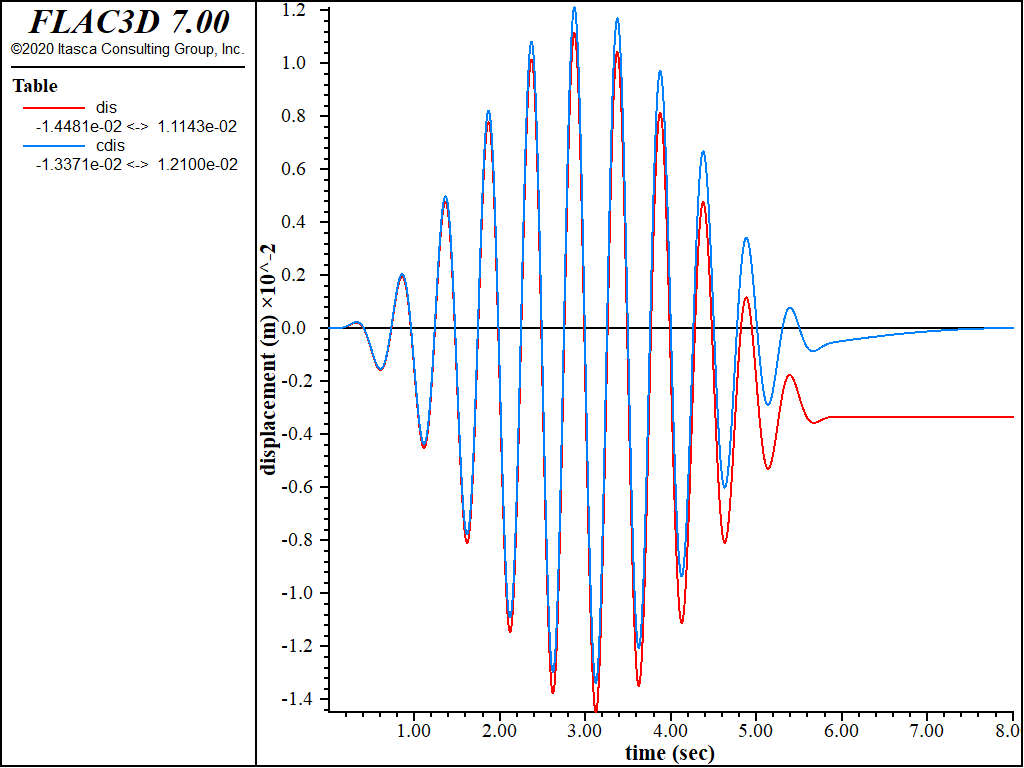 FLAC3D 7.00
©2020 Itasca Consulting Group, Inc.
Table
dis
-1.4481e-02 <-> 1.1143e-02
cdis
-1.3371e-02 <-> 1.2100e-02
1.2
1.0
0.8
0.6
0.4
0.2
0.0
-0.2
-0.4
-0.6
-0.8
-1.0
-1.2
-1.4
displacement (m) ×10^-2
1.00 2.00 3.00 4.00 5.00 6.00 7.00 8.0
time (sec)